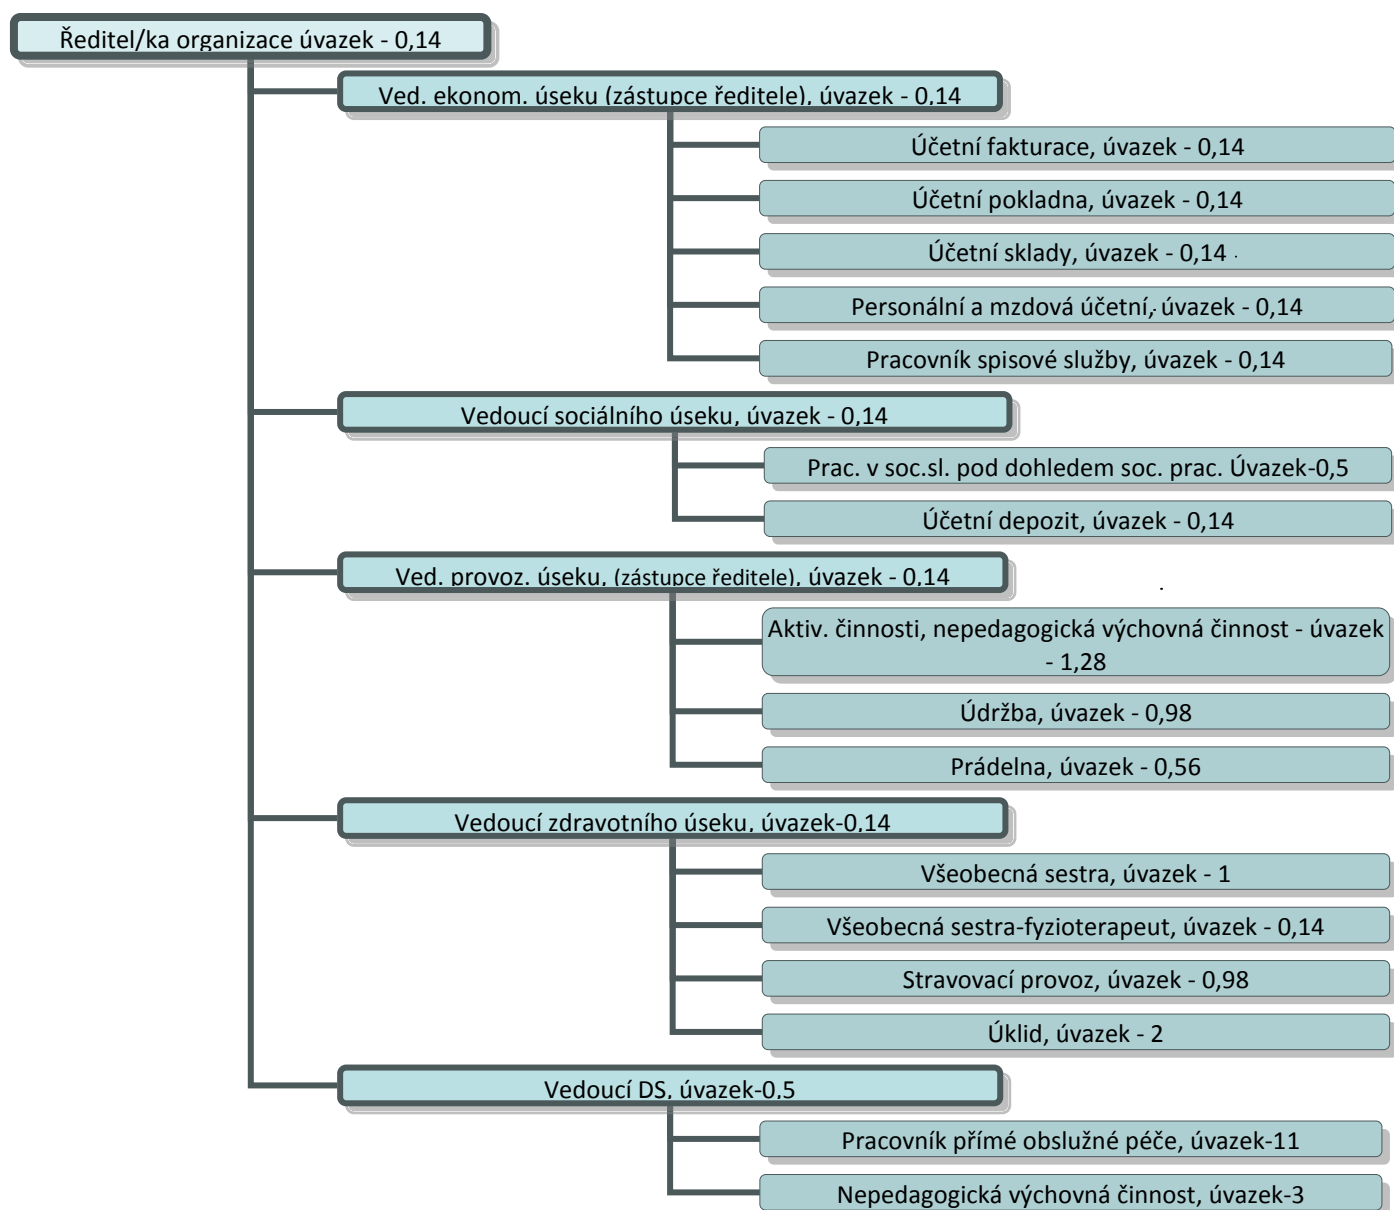 Ředitel/ka organizace úvazek - 0,14
Ved. ekonom. úseku (zástupce ředitele), úvazek - 0,14
Účetní fakturace, úvazek - 0,14
Účetní pokladna, úvazek - 0,14
Účetní sklady, úvazek - 0,14
Personální a mzdová účetní, úvazek - 0,14
Pracovník spisové služby, úvazek - 0,14
Vedoucí sociálního úseku, úvazek - 0,14
Prac. v soc.sl. pod dohledem soc. prac. Úvazek-0,5
Účetní depozit, úvazek - 0,14
Ved. provoz. úseku, (zástupce ředitele), úvazek - 0,14
Aktiv. činnosti, nepedagogická výchovná činnost - úvazek
- 1,28
Údržba, úvazek - 0,98
Prádelna, úvazek - 0,56
Vedoucí zdravotního úseku, úvazek-0,14
Všeobecná sestra, úvazek - 1
Všeobecná sestra-fyzioterapeut, úvazek - 0,14
Stravovací provoz, úvazek - 0,98
Úklid, úvazek - 2
Vedoucí DS, úvazek-0,5
Pracovník přímé obslužné péče, úvazek-11
Nepedagogická výchovná činnost, úvazek-3